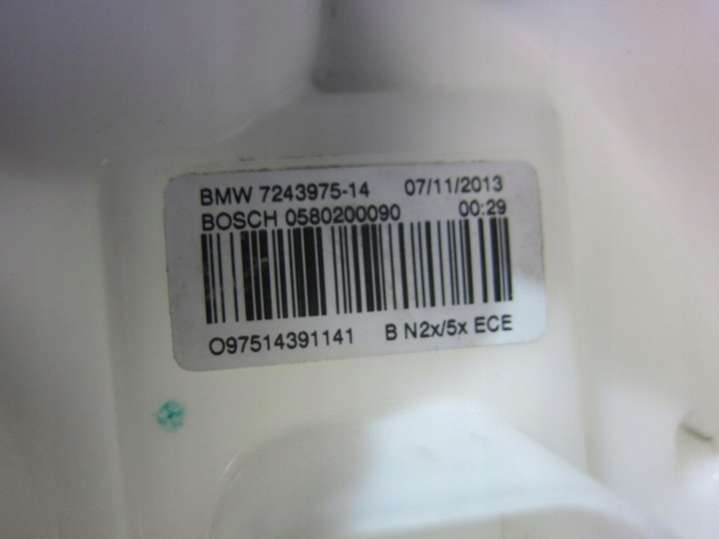 BMW 7243975-14 07/11/2013
BOSCH 0580200090 00:29
O97514391141 B N2x/5x ECE